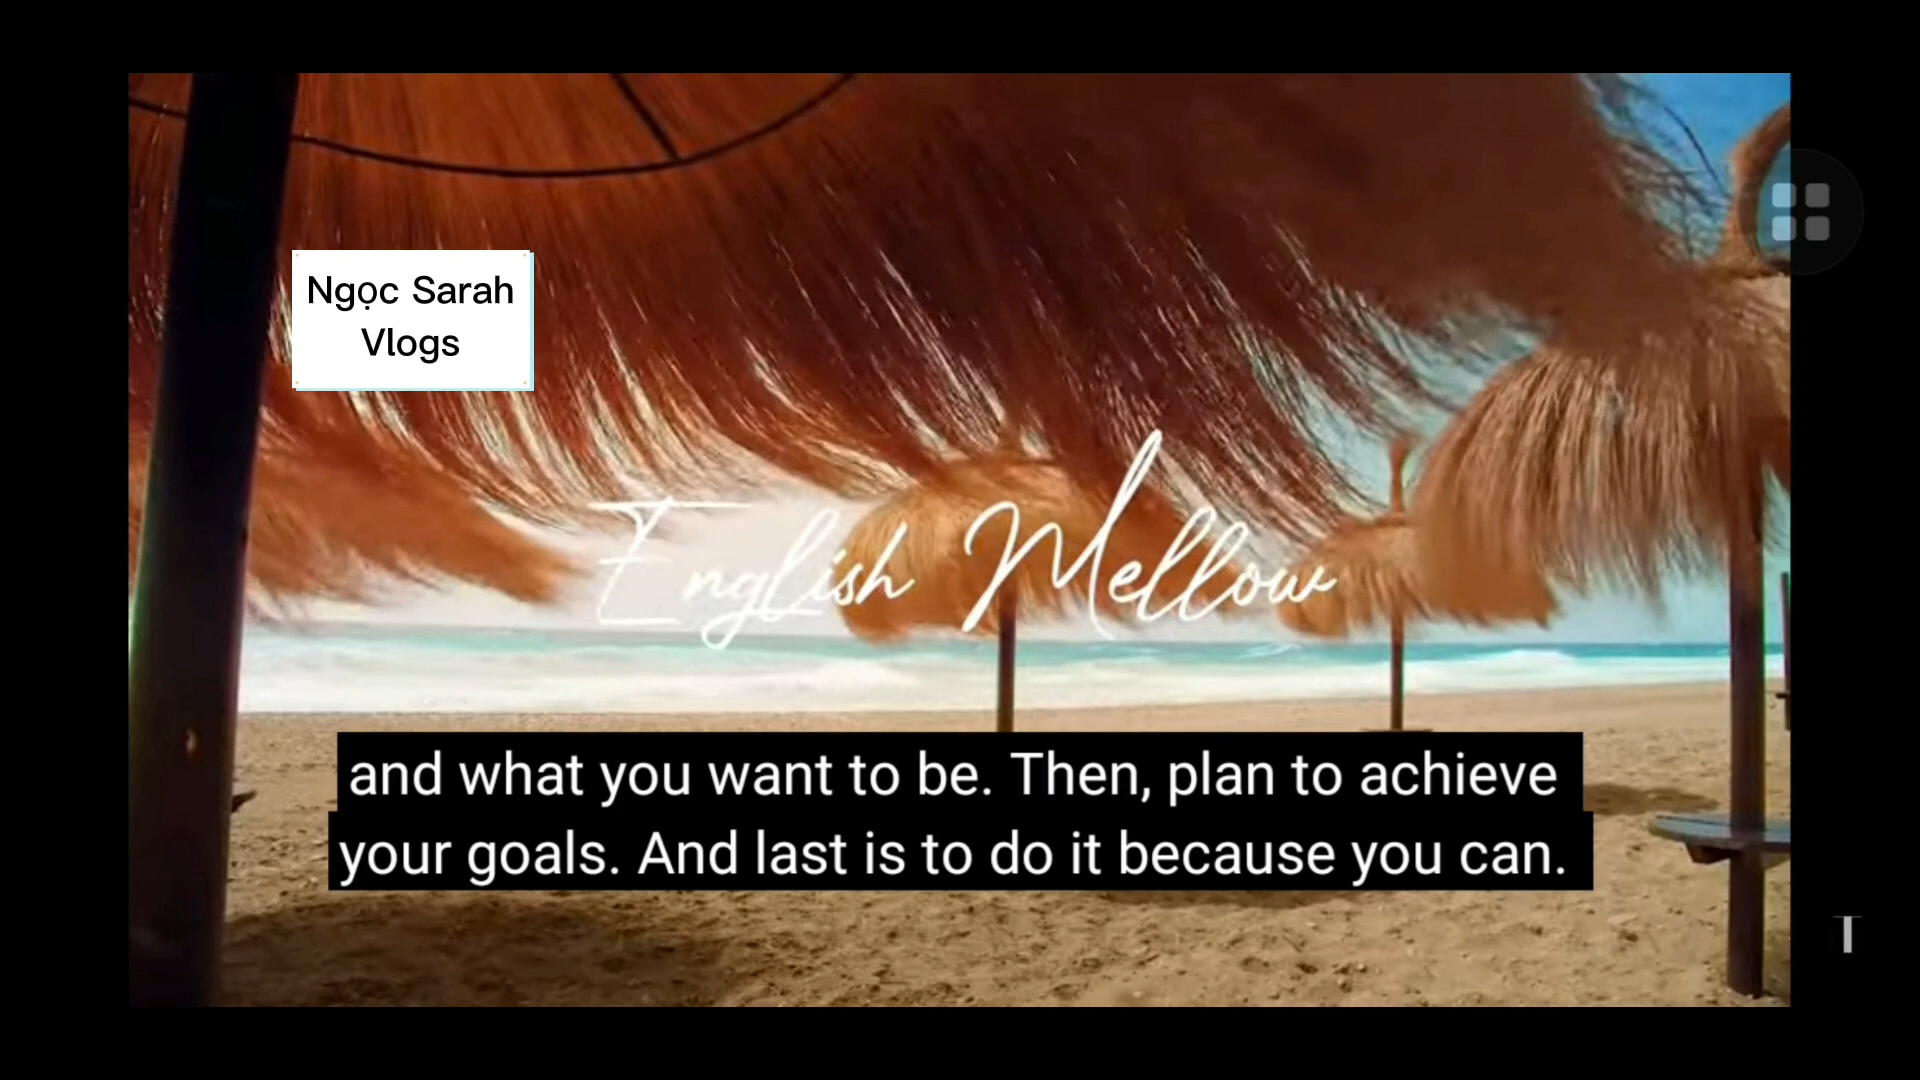 Ngọc Sarah
Vlogs
English Mellow
and what you want to be. Then, plan to achieve
your goals. And last is to do it because you can.